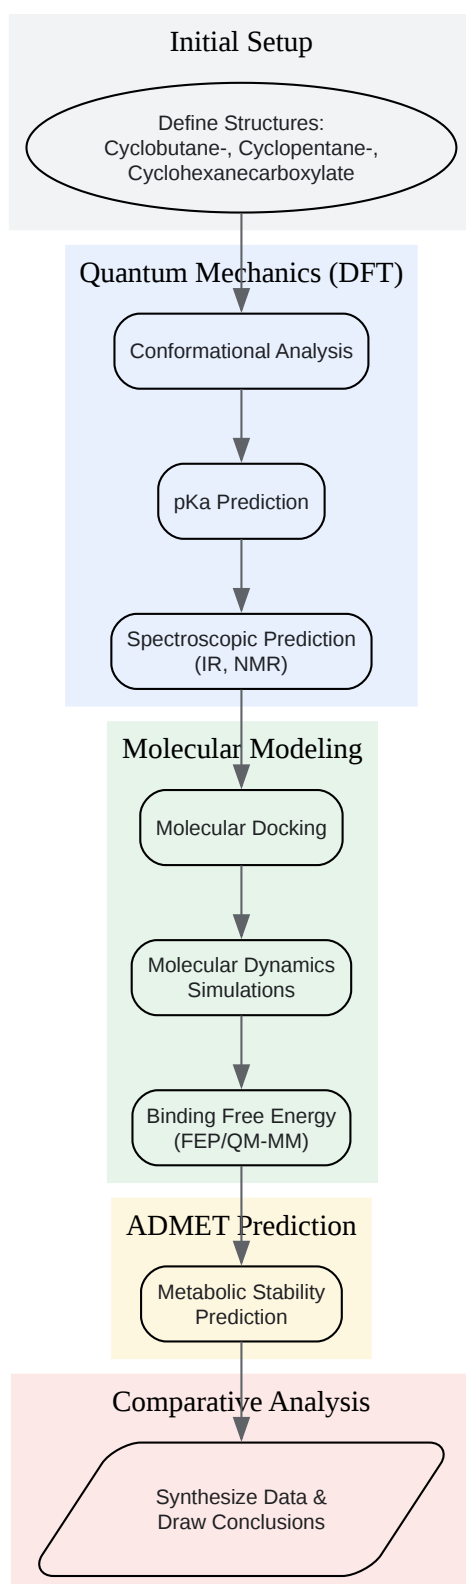 Initial Setup
Define Structures:
Cyclobutane-, Cyclopentane-,
Cyclohexanecarboxylate
Quantum Mechanics (DFT)
Conformational Analysis
pKa Prediction
Spectroscopic Prediction
(IR, NMR)
Molecular Modeling
Molecular Docking
Molecular Dynamics
Simulations
Binding Free Energy
(FEP/QM-MM)
ADMET Prediction
Metabolic Stability
Prediction
Comparative Analysis
Synthesize Data &
Draw Conclusions